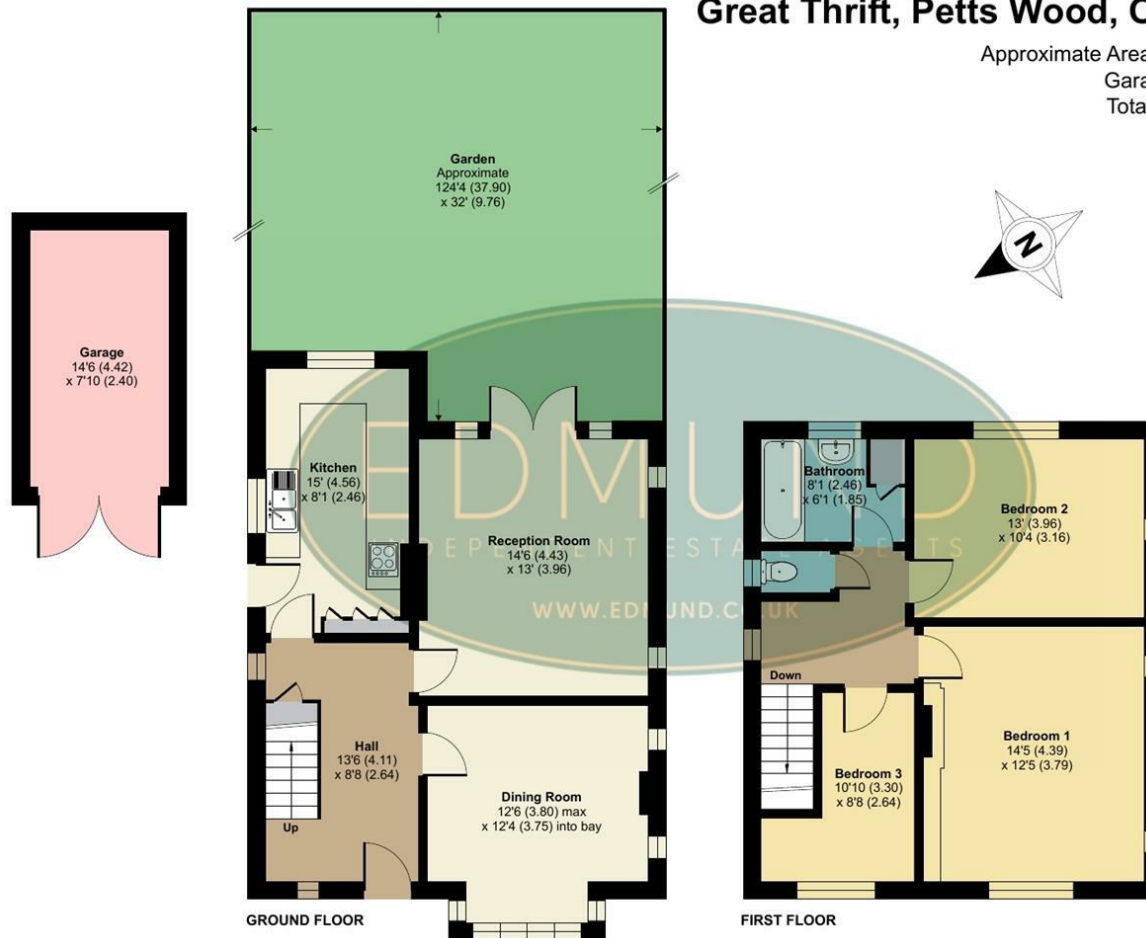 Great Thrift, Petts Wood,
Approximate Area
Total
Garden
Approximate
124'4 (37.90)
x 32' (9.76)
N
Garage
14'6 (4.42)
x 7'10 (2.40)
Kitchen
15' (4.56)
x 8'1 (2.46)
Reception Room
14'6 (4.43)
x 13' (3.96)
EDMUND
INDEPENDENT ESTATE AGENTS
WWW.EDMUND.CO.UK
Hall
13'6 (4.11)
x 8'8 (2.64)
Up
Dining Room
12'6 (3.80) max
x 12'4 (3.75) into bay
GROUND FLOOR
Bathroom
8'1 (2.46)
x 6'1 (1.85)
Bedroom 2
13' (3.96)
x 10'4 (3.16)
Down
Bedroom 1
14'5 (4.39)
x 12'5 (3.79)
Bedroom 3
10'10 (3.30)
x 8'8 (2.64)
FIRST FLOOR